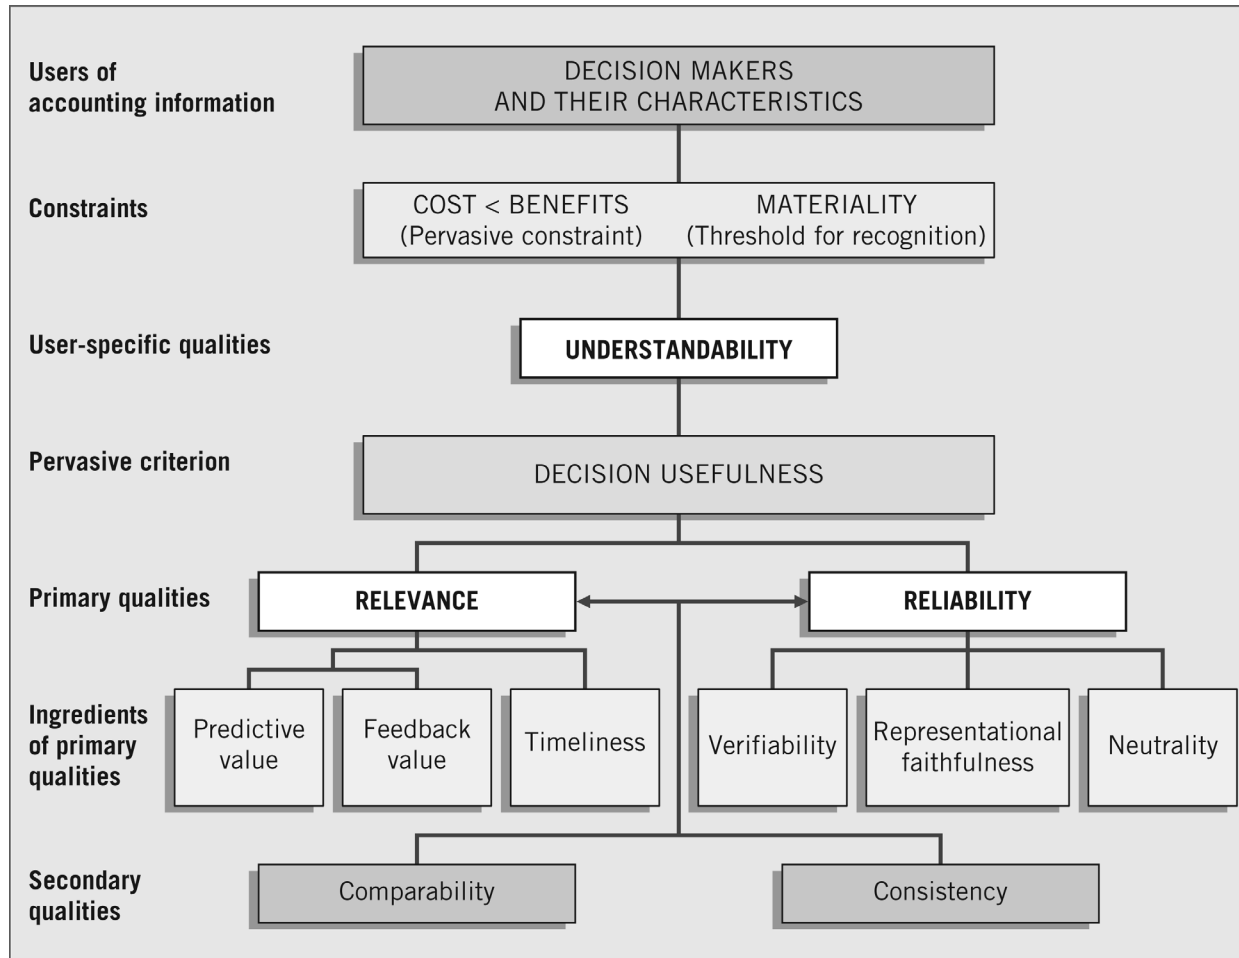 Users of
accounting information
DECISION MAKERS
AND THEIR CHARACTERISTICS
Constraints
COST < BENEFITS
(Pervasive constraint)
MATERIALITY
(Threshold for recognition)
User-specific qualities
UNDERSTANDABILITY
Pervasive criterion
DECISION USEFULNESS
Primary qualities
RELEVANCE
RELIABILITY
Ingredients
of primary
qualities
Predictive
value
Feedback
value
Timeliness
Verifiability
Representational
faithfulness
Neutrality
Secondary
qualities
Comparability
Consistency